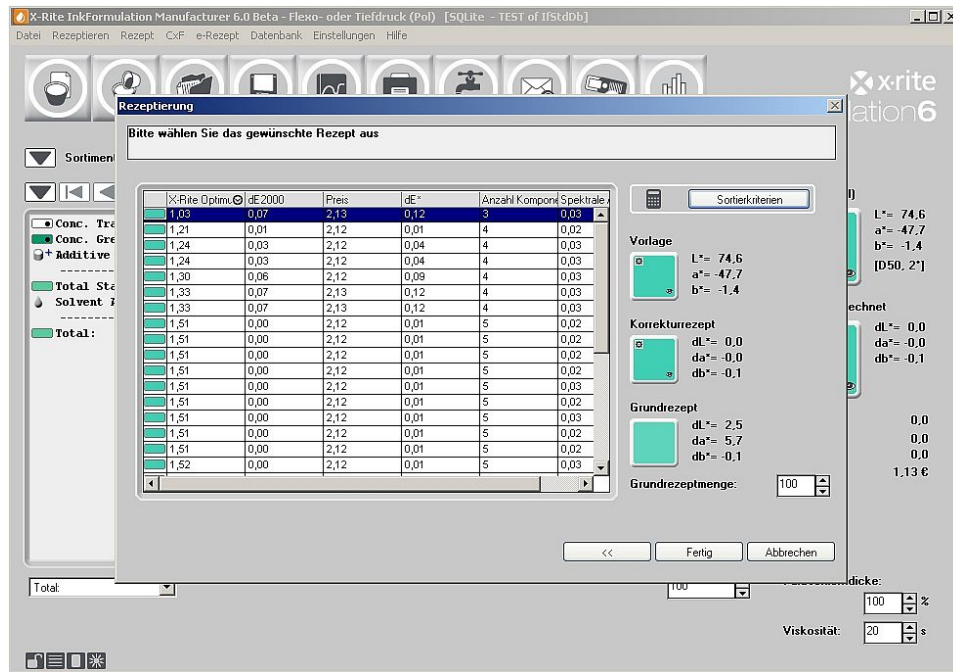 X-Rite InkFormulation Manufacturer 6.0 Beta - Flexo- oder Tiefdruck (Pol) [SQLite - TEST of IfStdDb]
Datei Rezeptieren Rezept CxF e-Rezept Datenbank Einstellungen Hilfe
x-rite
Rezeptierung
Bitte wählen Sie das gewünschte Rezept aus
X-Rite Optimu dE2000 Preis dE* Anzahl Kompone Spektrale
1,03 0,07 2,13 0,12 3 0,03
1,21 0,01 2,12 0,01 4 0,02
1,24 0,03 2,12 0,04 4 0,03
1,24 0,03 2,12 0,04 4 0,03
1,30 0,06 2,12 0,09 4 0,03
1,33 0,07 2,13 0,12 4 0,03
1,33 0,07 2,13 0,12 4 0,03
1,51 0,00 2,12 0,01 5 0,02
1,51 0,00 2,12 0,01 5 0,02
1,51 0,00 2,12 0,01 5 0,02
1,51 0,00 2,12 0,01 5 0,02
1,51 0,00 2,12 0,01 5 0,03
1,51 0,00 2,12 0,01 5 0,02
1,51 0,00 2,12 0,01 5 0,03
1,51 0,00 2,12 0,01 5 0,02
1,51 0,00 2,12 0,01 5 0,02
1,52 0,00 2,12 0,01 5 0,03
Sortierkriterien
Vorlage
L*= 74,6
a*= -47,7
b*= -1,4
Korrekturrezept
dL*= 0,0
da*= -0,0
db*= -0,1
Grundrezept
dL*= 2,5
da*= 5,7
db*= -0,1
Grundrezeptmenge: 100
<< Fertig Abbrechen
lation6
Sortiment
Conc. Tra
Conc. Gre
Additive
Total Sta
Solvent
Total:
L*= 74,6
a*= -47,7
b*= -1,4
[D50, 2°]
echnet
dL*= 0,0
da*= -0,0
db*= -0,1
0,0
0,0
0,0
1,13 €
Total:
100
dicke:
100 %
Viskosität: 20 s